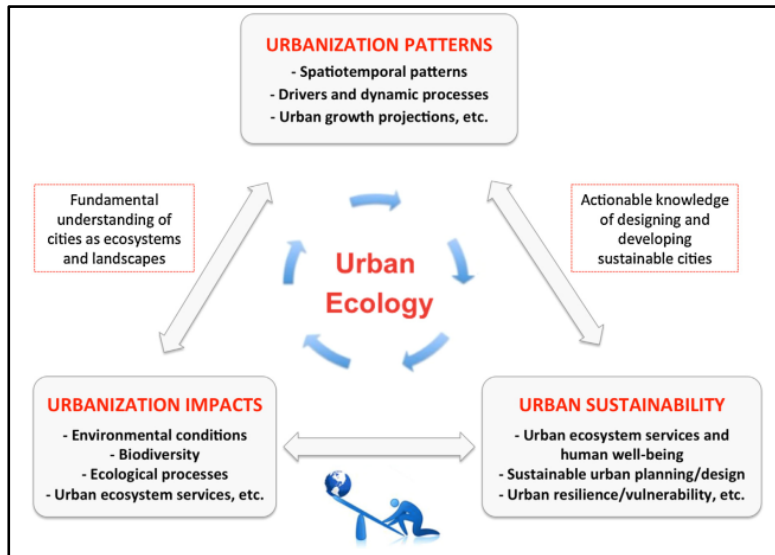 URBANIZATION PATTERNS
- Spatiotemporal patterns
- Drivers and dynamic processes
- Urban growth projections, etc.
Fundamental
understanding of
cities as ecosystems
and landscapes
Actionable knowledge
of designing and
developing
sustainable cities
Urban
Ecology
URBANIZATION IMPACTS
- Environmental conditions
- Biodiversity
- Ecological processes
- Urban ecosystem services, etc.
URBAN SUSTAINABILITY
- Urban ecosystem services and
human well-being
- Sustainable urban planning/design
- Urban resilience/vulnerability, etc.